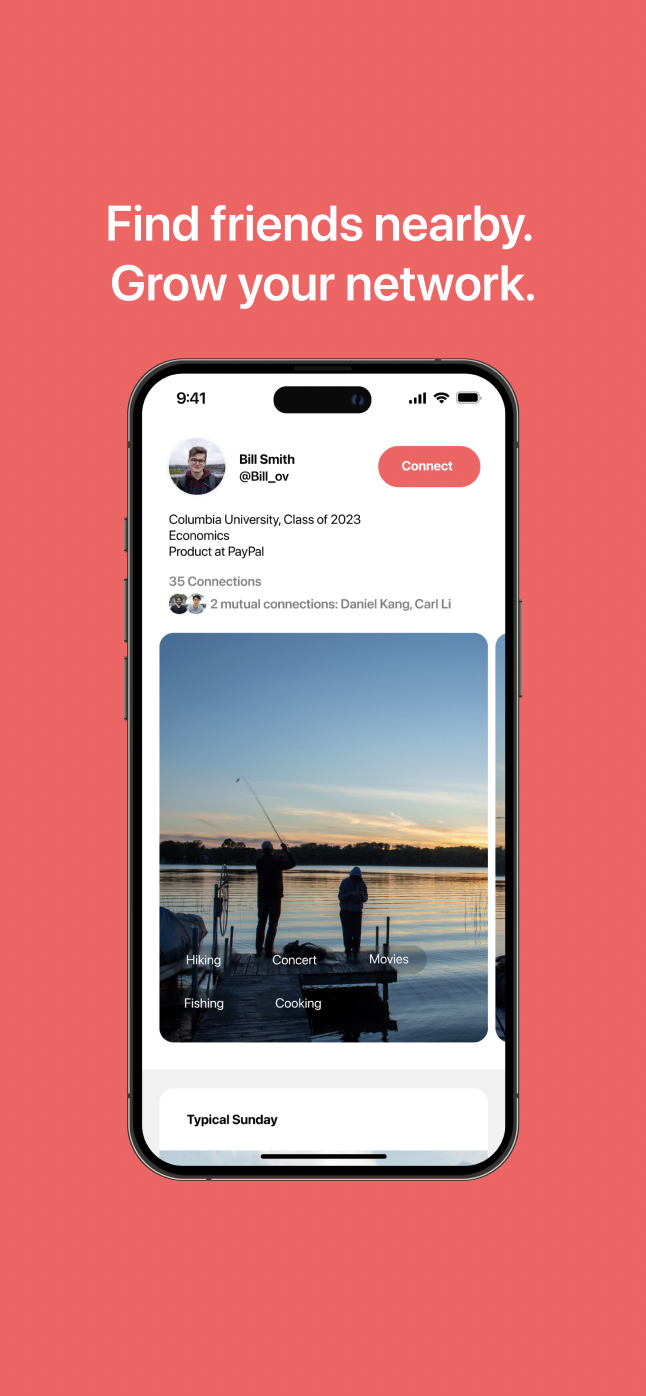 Find friends nearby.
Grow your network.
9:41
Bill Smith
@Bill_ov
Connect
Columbia University, Class of 2023
Economics
Product at PayPal
35 Connections
2 mutual connections: Daniel Kang, Carl Li
Hiking Concert Movies
Fishing Cooking
Typical Sunday